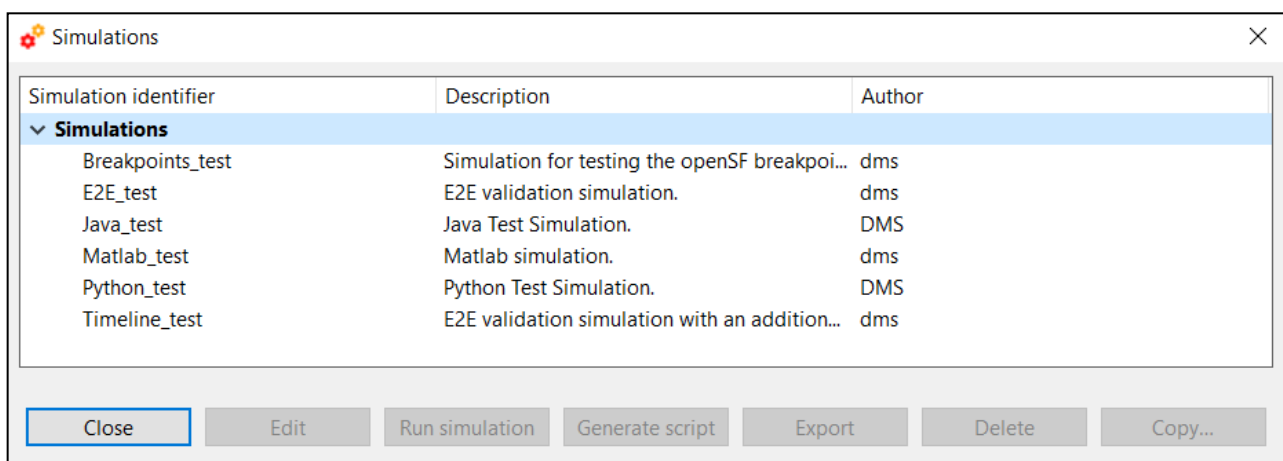 Simulations
Simulation identifier Description Author
Simulations
Breakpoints_test Simulation for testing the openSF breakpoi... dms
E2E_test E2E validation simulation. dms
Java_test Java Test Simulation. DMS
Matlab_test Matlab simulation. dms
Python_test Python Test Simulation. DMS
Timeline_test E2E validation simulation with an addition... dms
Close Edit Run simulation Generate script Export Delete Copy...